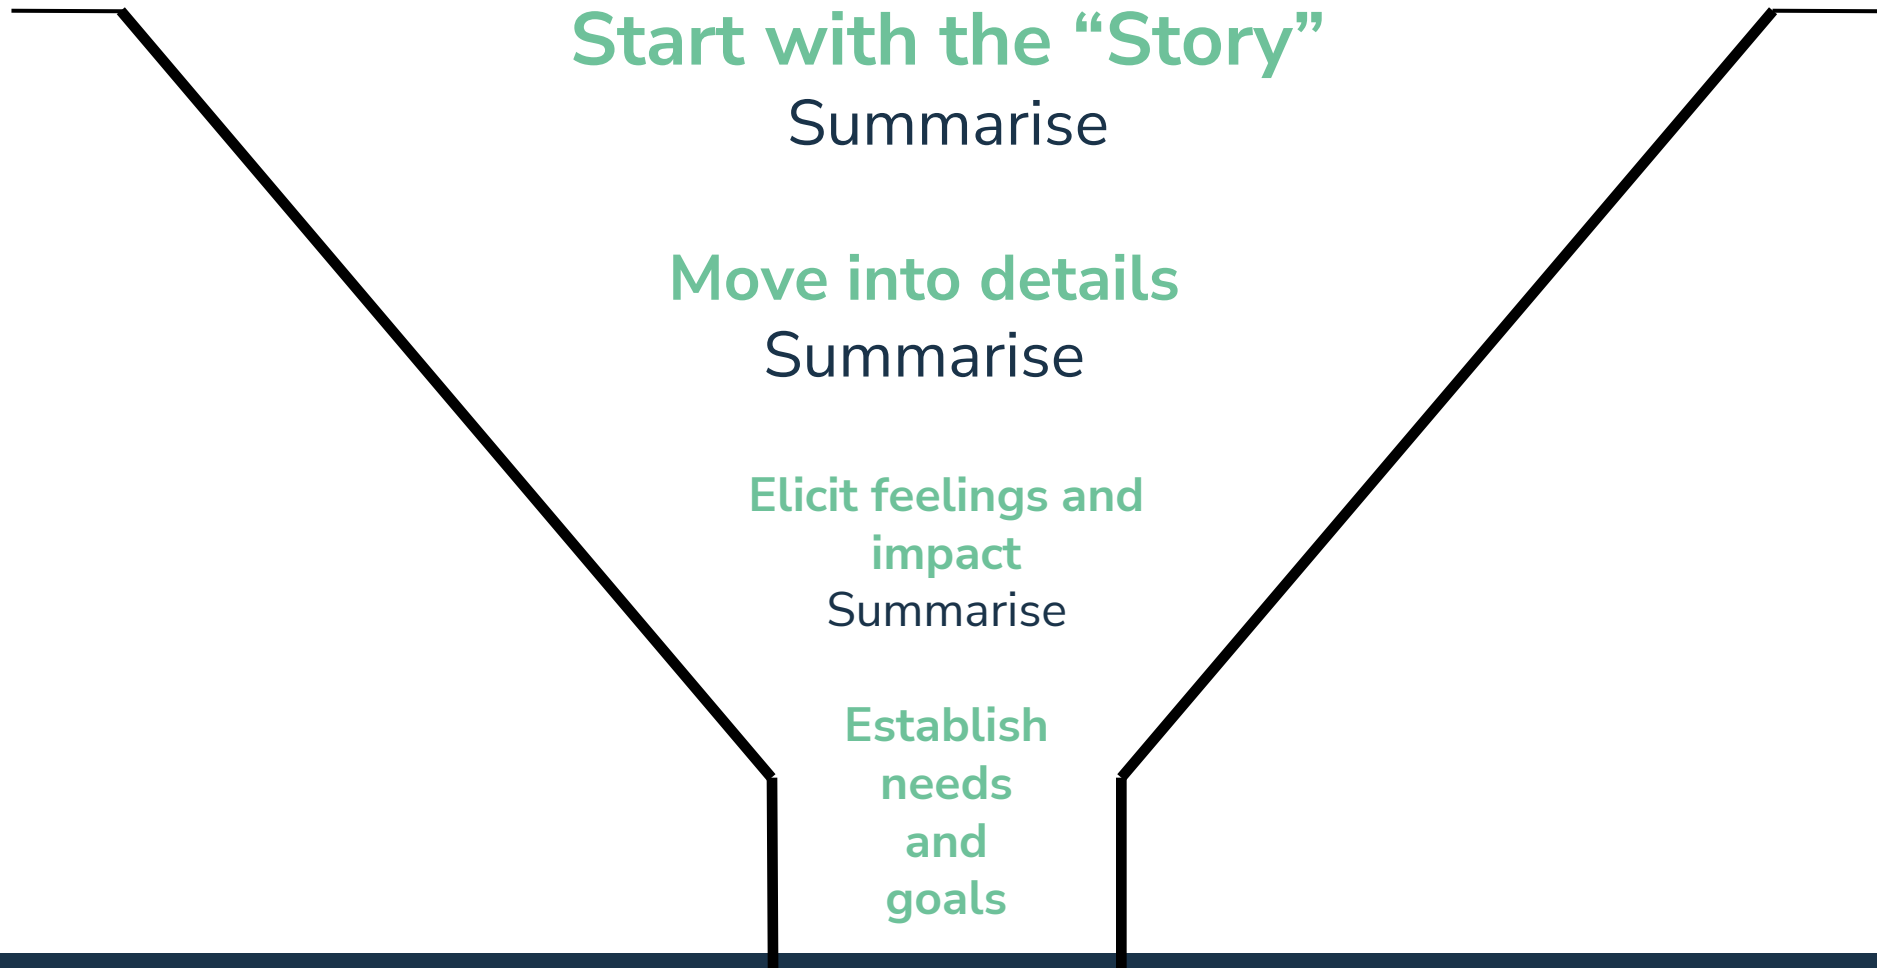 Start with the “Story”
Summarise
Move into details
Summarise
Elicit feelings and
impact
Summarise
Establish
needs
and
goals